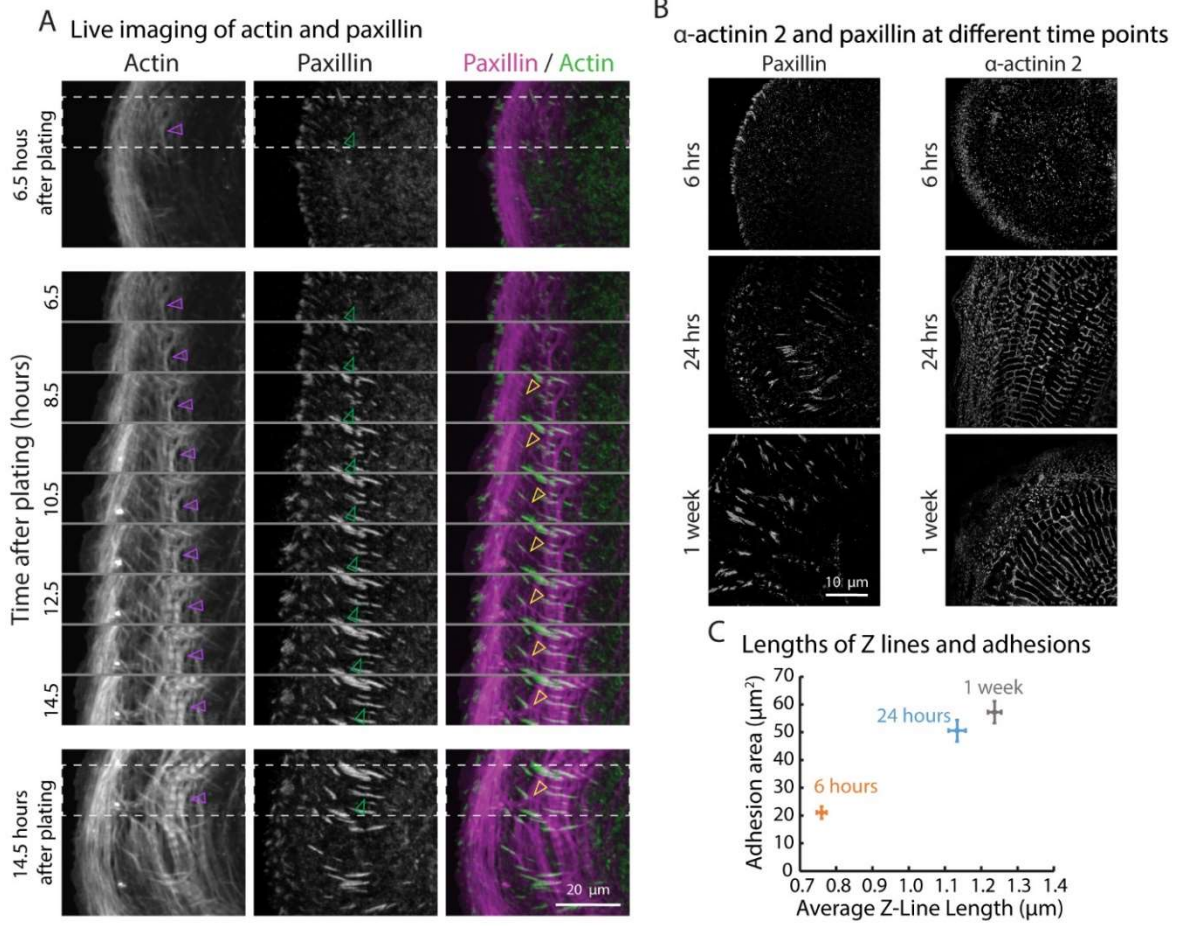 A Live imaging of actin and paxillin
Actin
Paxillin
Paxillin / Actin
6.5 hous
after plating
Time after plating (hours)
6.5
8.5
10.5
12.5
14.5
14.5 hours
after plating
20 µm
B
α-actinin 2 and paxillin at different time points
Paxillin
α-actinin 2
6 hrs
6 hrs
24 hrs
24 hrs
1 week
1 week
10 µm
C Lengths of Z lines and adhesions
Adhesion area (µm²)
70
60
50
40
30
20
10
0
1 week
24 hours
6 hours
0.7 0.8 0.9 1.0 1.1 1.2 1.3 1.4
Average Z-Line Length (µm)